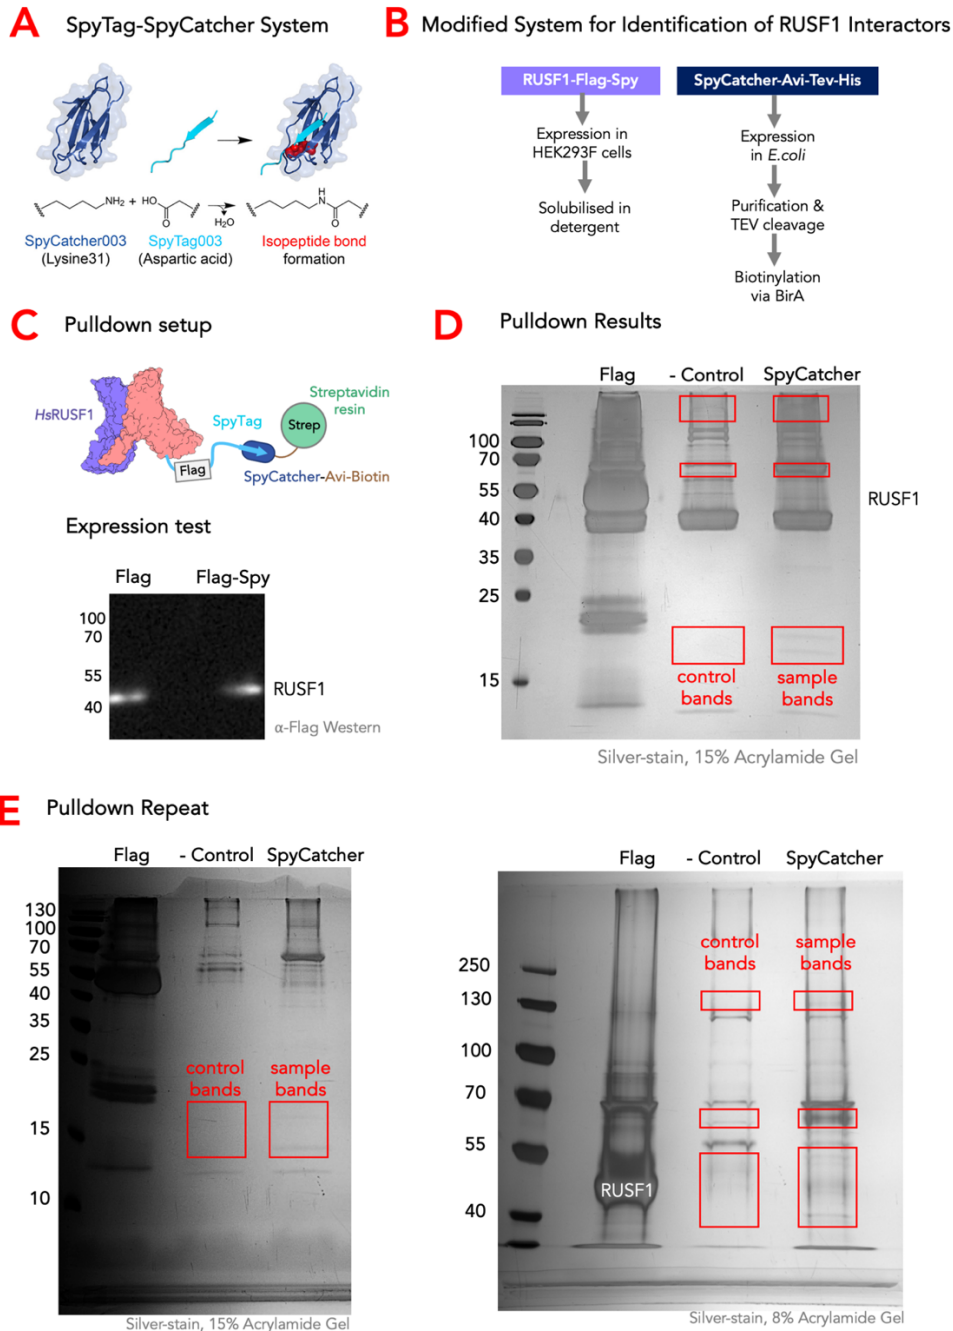 A SpyTag-SpyCatcher System
NH₂ + HO O H₂O H N O
SpyCatcher003 SpyTag003 Isopeptide bond
(Lysine31) (Aspartic acid) formation
B Modified System for Identification of RUSF1 Interactors
RUSF1-Flag-Spy
Expression in
HEK293F cells
Solubilised in
detergent
SpyCatcher-Avi-Tev-His
Expression
in E.coli
Purification &
TEV cleavage
Biotinylation
via BirA
C Pulldown setup
HsRUSF1
Flag
SpyTag
Streptavidin
resin
Strep
SpyCatcher-Avi-Biotin
Expression test
Flag Flag-Spy
100
70
55
40
RUSF1
α-Flag Western
D Pulldown Results
Flag - Control SpyCatcher
100
70
55
40
35
25
15
RUSF1
control
bands
sample
bands
Silver-stain, 15% Acrylamide Gel
E Pulldown Repeat
Flag - Control SpyCatcher
130
100
70
55
40
35
25
15
10
control
bands
sample
bands
Silver-stain, 15% Acrylamide Gel
Flag - Control SpyCatcher
250
130
100
70
55
40
control
bands
sample
bands
RUSF1
Silver-stain, 8% Acrylamide Gel